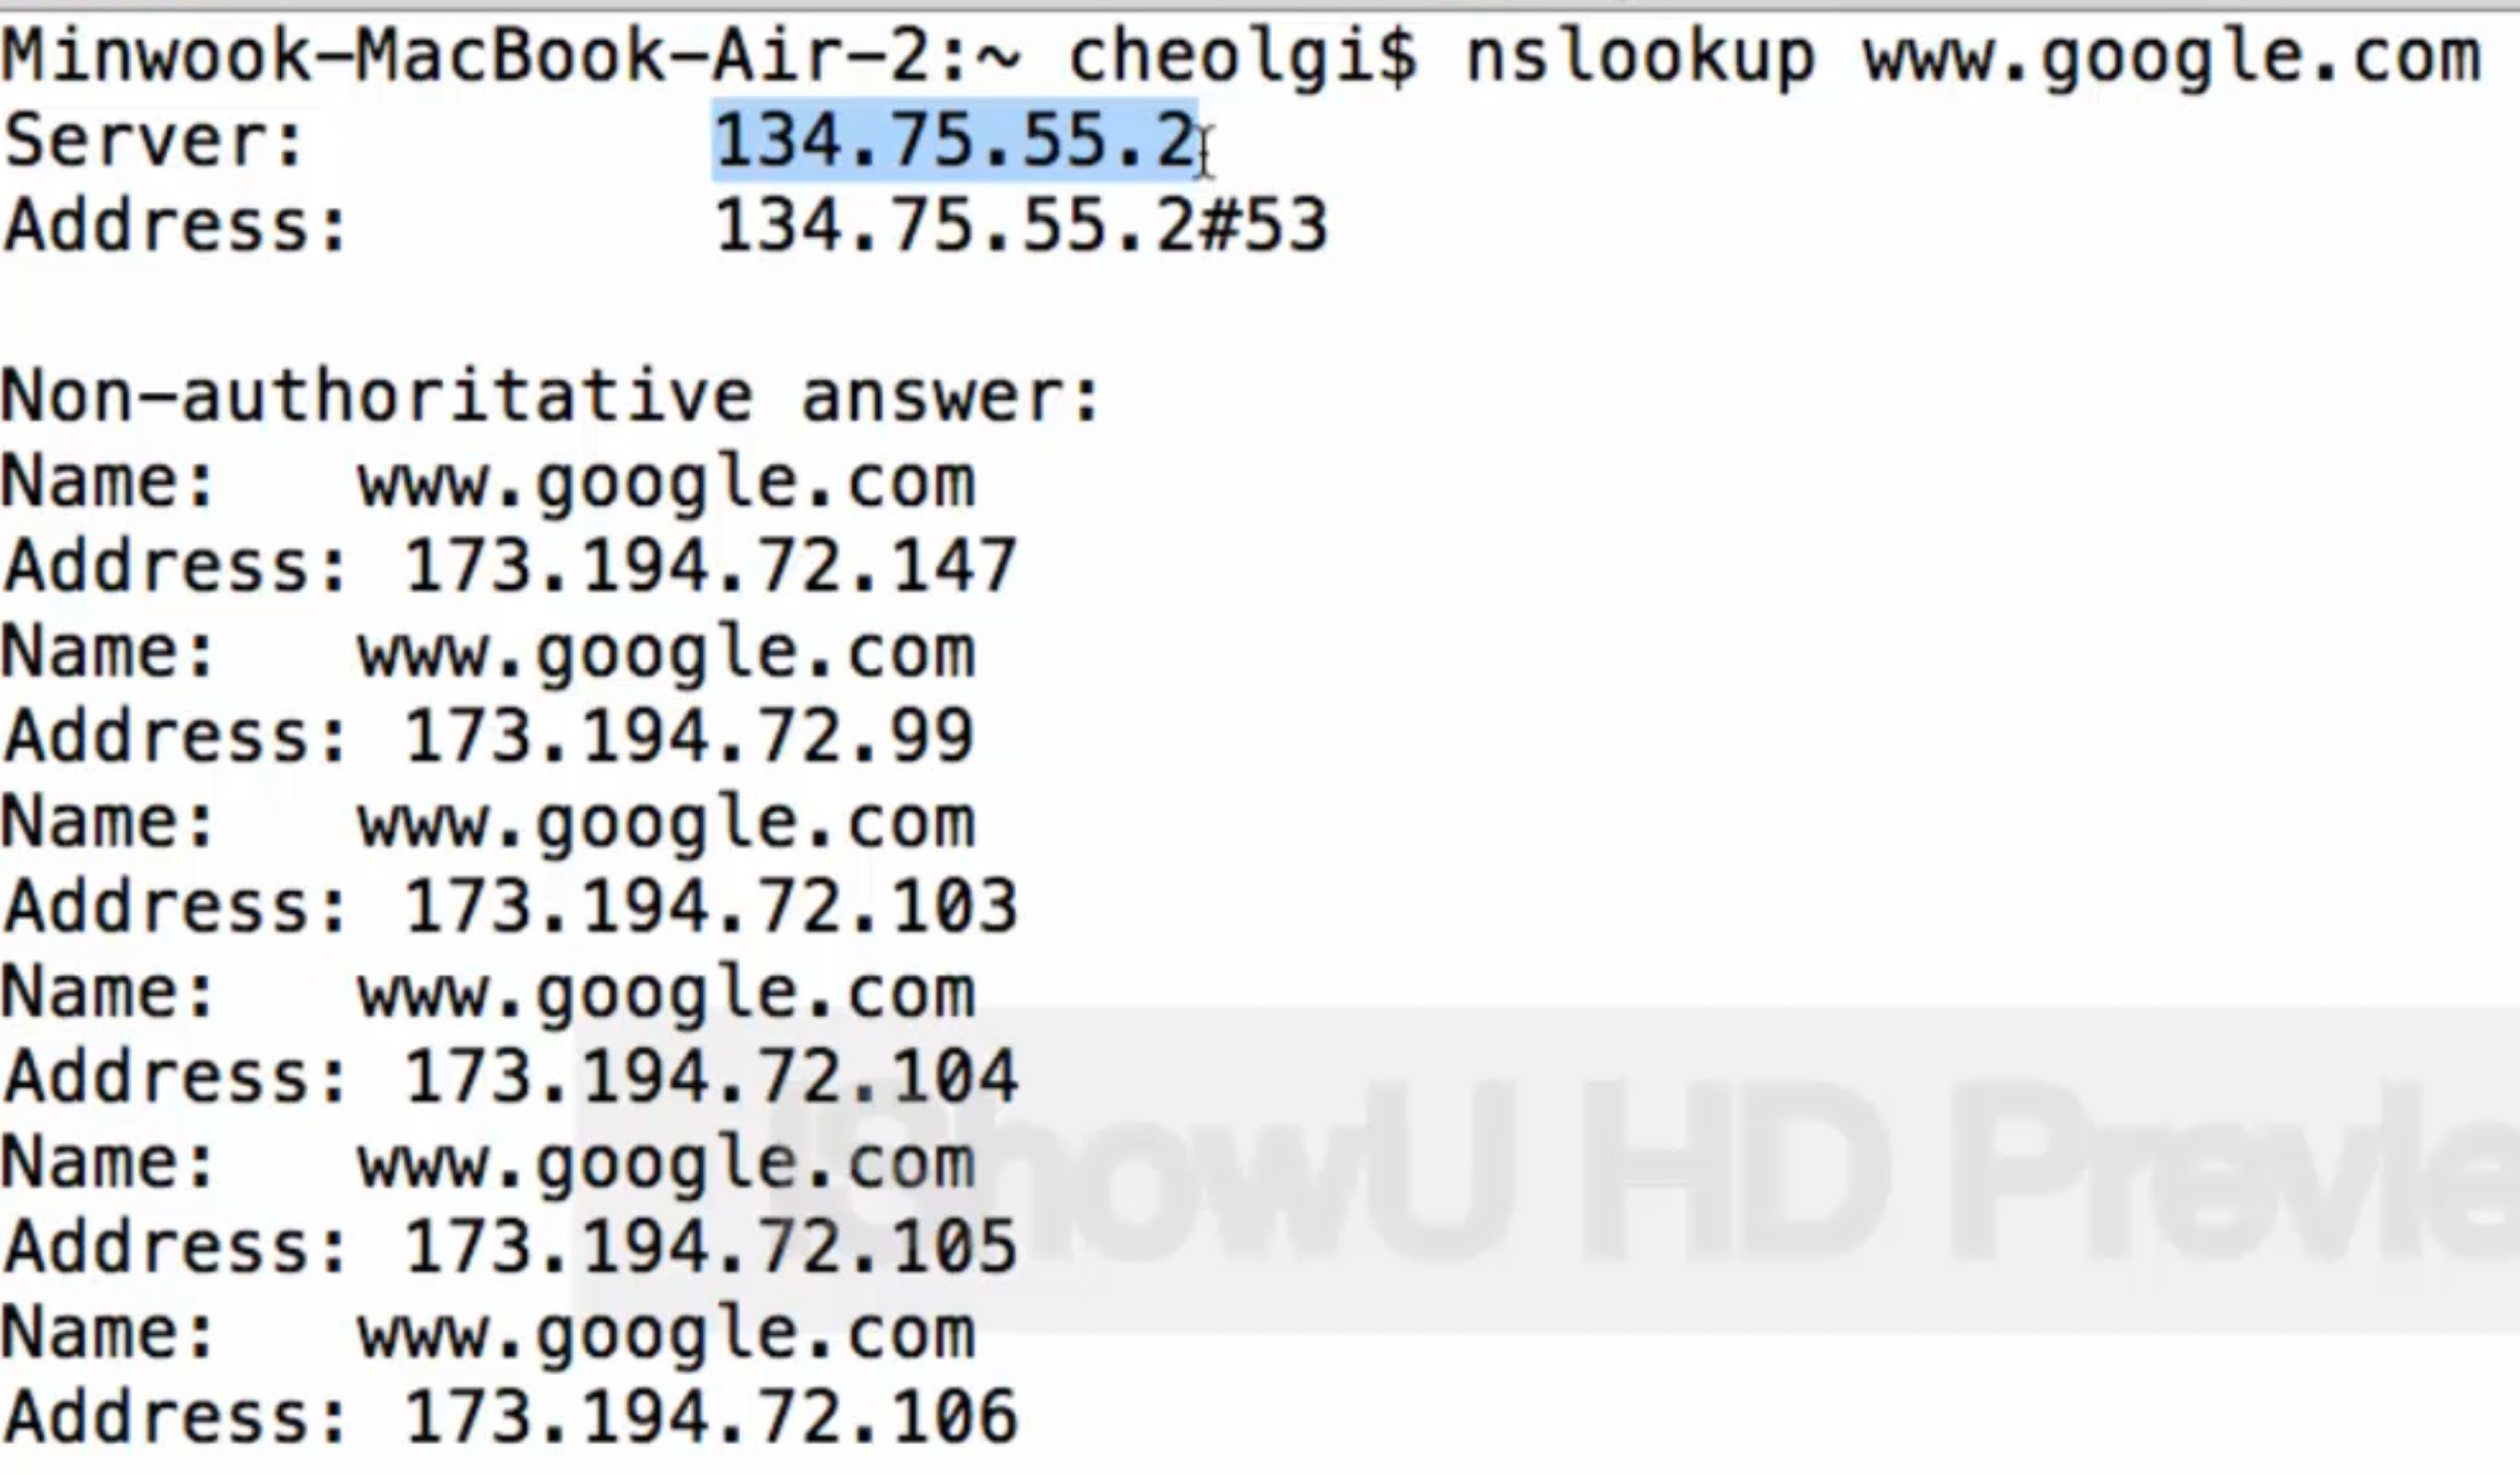 Minwook-MacBook-Air-2:~ cheolgi$ nslookup www.google.com
Server: 134.75.55.2
Address: 134.75.55.2#53
Non-authoritative answer:
Name: www.google.com
Address: 173.194.72.147
Name: www.google.com
Address: 173.194.72.99
Name: www.google.com
Address: 173.194.72.103
Name: www.google.com
Address: 173.194.72.104
Name: www.google.com
Address: 173.194.72.105
Name: www.google.com
Address: 173.194.72.106
ShowU HD